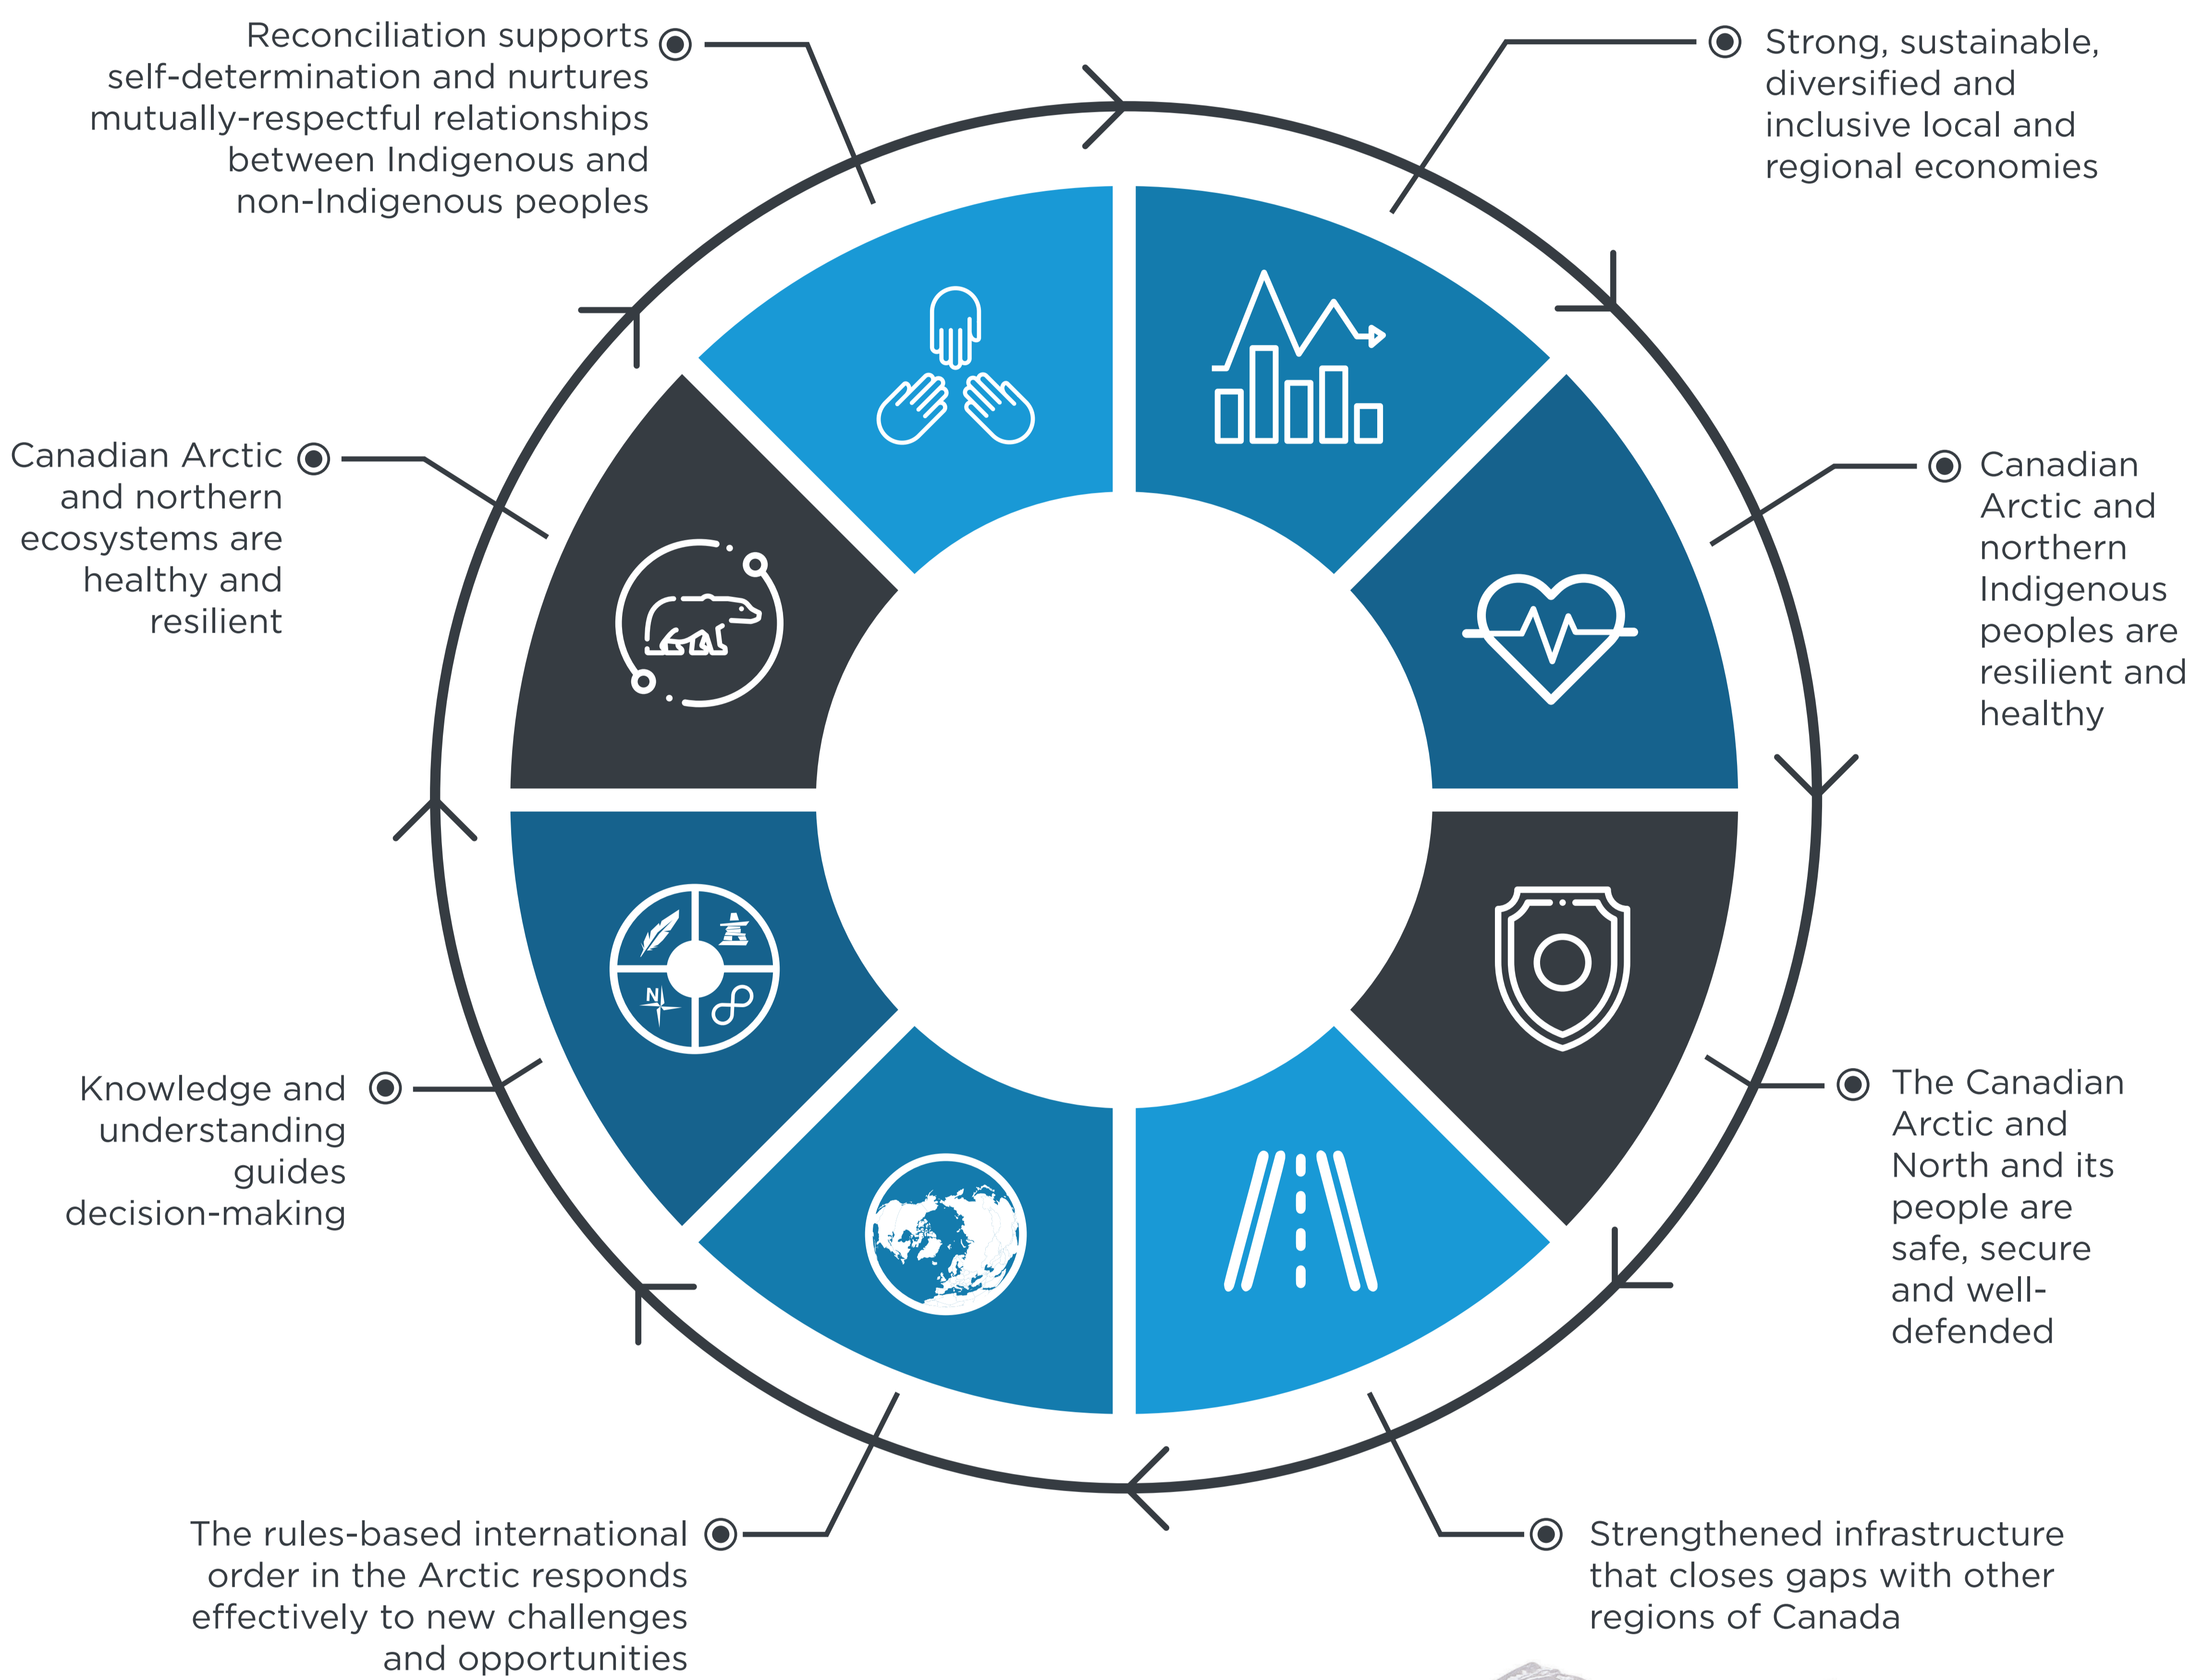 Reconciliation supports
self-determination and nurtures
mutually-respectful relationships
between Indigenous and
non-Indigenous peoples
Strong, sustainable,
diversified and
inclusive local and
regional economies
Canadian
Arctic and
northern
Indigenous
peoples are
resilient and
healthy
The Canadian
Arctic and
North and its
people are
safe, secure
and well-
defended
Strengthened infrastructure
that closes gaps with other
regions of Canada
The rules-based international
order in the Arctic responds
effectively to new challenges
and opportunities
Knowledge and
understanding
guides
decision-making
N
Canadian Arctic
and northern
ecosystems are
healthy and
resilient